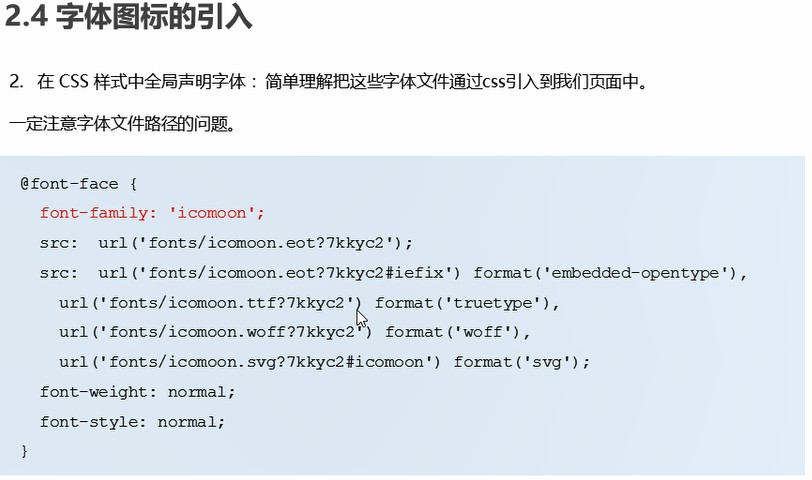 2.4 字体图标的引入
2. 在 CSS 样式中全局声明字体： 简单理解把这些字体文件通过css引入到我们页面中。
一定注意字体文件路径的问题。
@font-face {
font-family: 'icomoon';
src: url('fonts/icomoon.eot?7kkyc2');
src: url('fonts/icomoon.eot?7kkyc2#iefix') format('embedded-opentype'),
url('fonts/icomoon.ttf?7kkyc2') format('truetype'),
url('fonts/icomoon.woff?7kkyc2') format('woff'),
url('fonts/icomoon.svg?7kkyc2#icomoon') format('svg');
font-weight: normal;
font-style: normal;
}